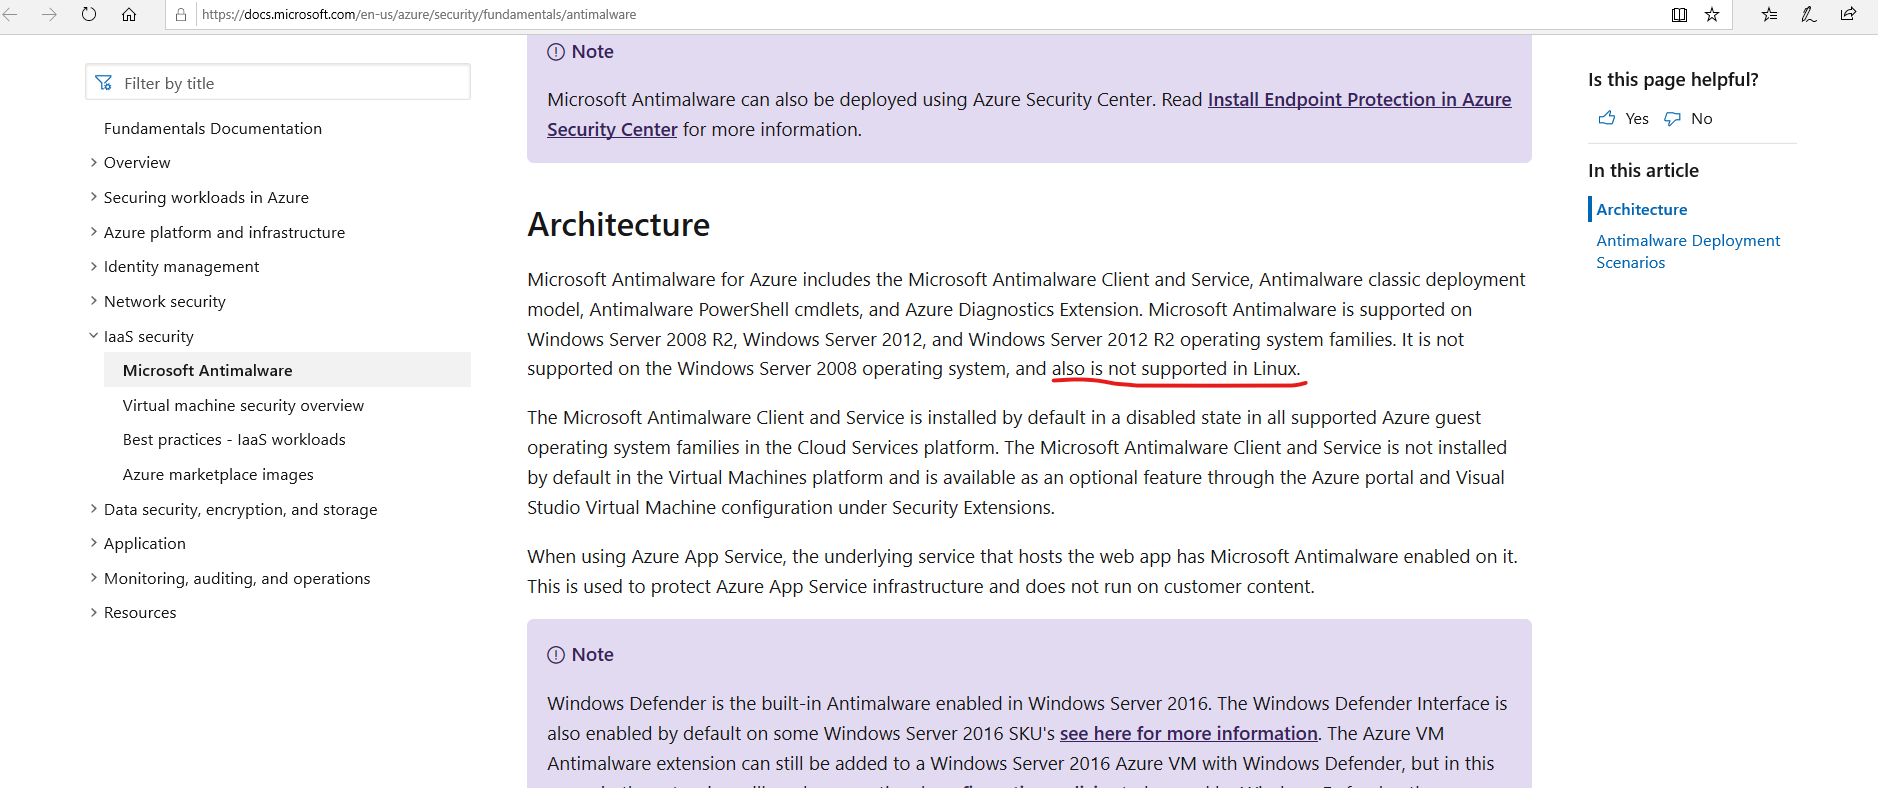 https://docs.microsoft.com/en-us/azure/security/fundamentals/antimalware
Filter by title
Fundamentals Documentation
Overview
Securing workloads in Azure
Azure platform and infrastructure
Identity management
Network security
IaaS security
Microsoft Antimalware
Virtual machine security overview
Best practices - IaaS workloads
Azure marketplace images
Data security, encryption, and storage
Application
Monitoring, auditing, and operations
Resources
Note
Microsoft Antimalware can also be deployed using Azure Security Center. Read Install Endpoint Protection in Azure
Security Center for more information.
Architecture
Microsoft Antimalware for Azure includes the Microsoft Antimalware Client and Service, Antimalware classic deployment
model, Antimalware PowerShell cmdlets, and Azure Diagnostics Extension. Microsoft Antimalware is supported on
Windows Server 2008 R2, Windows Server 2012, and Windows Server 2012 R2 operating system families. It is not
supported on the Windows Server 2008 operating system, and also is not supported in Linux.
The Microsoft Antimalware Client and Service is installed by default in a disabled state in all supported Azure guest
operating system families in the Cloud Services platform. The Microsoft Antimalware Client and Service is not installed
by default in the Virtual Machines platform and is available as an optional feature through the Azure portal and Visual
Studio Virtual Machine configuration under Security Extensions.
When using Azure App Service, the underlying service that hosts the web app has Microsoft Antimalware enabled on it.
This is used to protect Azure App Service infrastructure and does not run on customer content.
Note
Windows Defender is the built-in Antimalware enabled in Windows Server 2016. The Windows Defender Interface is
also enabled by default on some Windows Server 2016 SKU's see here for more information. The Azure VM
Antimalware extension can still be added to a Windows Server 2016 Azure VM with Windows Defender, but in this
Is this page helpful?
Yes No
In this article
Architecture
Antimalware Deployment
Scenarios